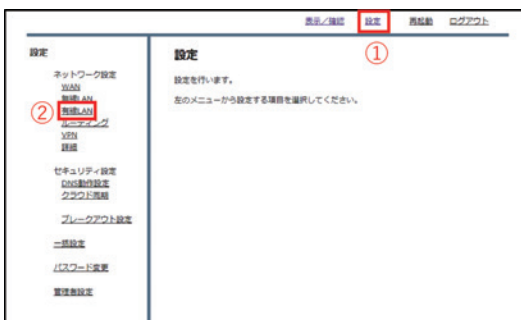 表示／確認 設定 再起動 ログアウト
①
設定
ネットワーク設定
WAN
無線LAN
② 有線LAN
ルーティング
VPN
詳細
セキュリティ設定
DNS動作設定
クラウド商材
ブレークアウト設定
一括設定
パスワード変更
管理者設定
設定
設定を行います。
左のメニューから設定する項目を選択してください。